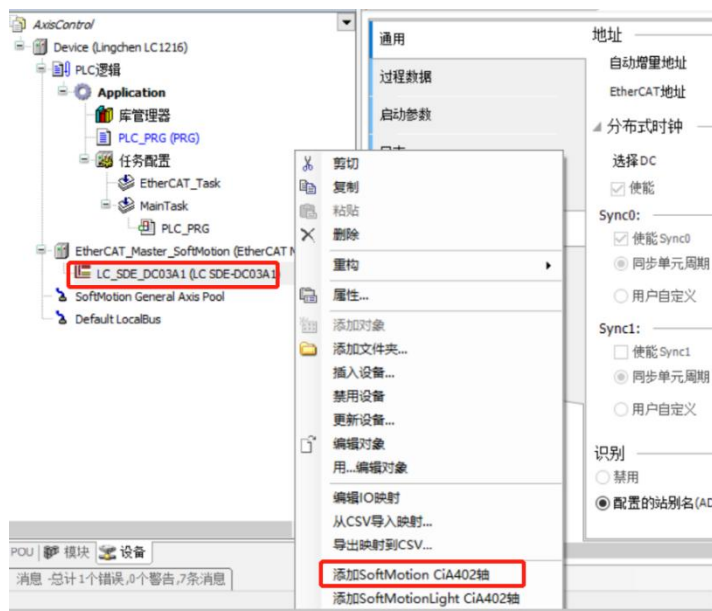 AxisControl
Device (Lingchen LC1216)
PLC逻辑
Application
库管理器
PLC_PRG (PRG)
任务配置
EtherCAT_Task
MainTask
PLC_PRG
EtherCAT_Master_SoftMotion (EtherCAT M
LC_SDE_DC03A1 (LC SDE-DC03A1
SoftMotion General Axis Pool
Default LocalBus
POU
模块
设备
消息 -总计1个错误,0个警告,7条消息
剪切
复制
粘贴
删除
重构
属性...
添加对象
添加文件夹...
插入设备...
禁用设备
更新设备...
编辑对象
用...编辑对象
编辑IO映射
从CSV导入映射...
导出映射到CSV...
添加SoftMotion CiA402轴
添加SoftMotionLight CiA402轴
通用
过程数据
启动参数
地址
自动增量地址
EtherCAT地址
分布式时钟
选择DC
使能
Sync0:
使能 Sync0
同步单元周期
用户自定义
Sync1:
使能 Sync1
同步单元周期
用户自定义
识别
禁用
配置的站别名(AD